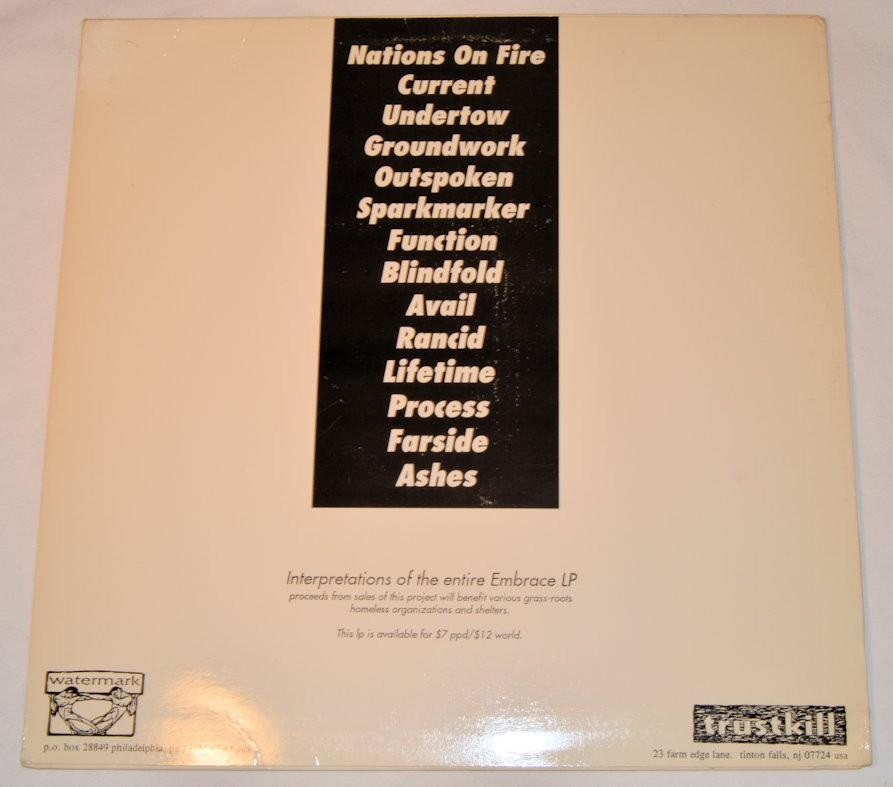 Nations On Fire
Current
Undertow
Groundwork
Outspoken
Sparkmarker
Function
Blindfold
Avail
Rancid
Lifetime
Process
Farside
Ashes
Interpretations of the entire Embrace LP
proceeds from sales of this project will benefit various grass-roots
homeless organizations and shelters.
This lp is available for $7 ppd/$12 world.
watermark
p.o. box 28849 philadelphia, pa
trustkill
23 farm edge lane. tinton falls, nj 07724 usa